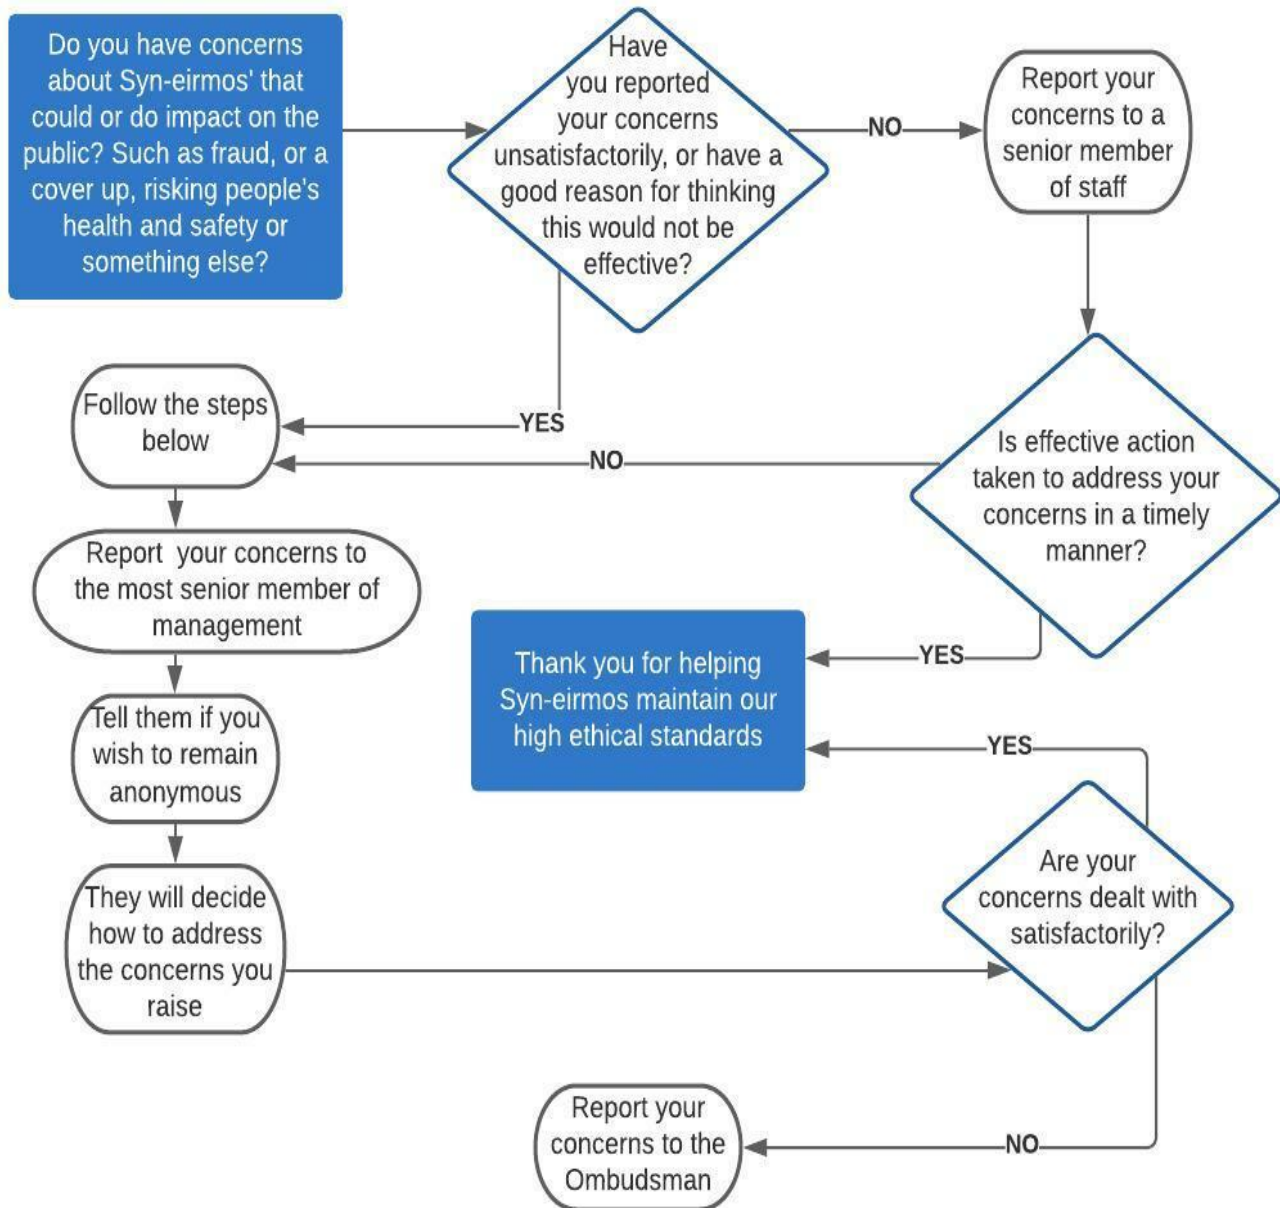 Do you have concerns
about Syn-eirmos' that
could or do impact on the
public? Such as fraud, or a
cover up, risking people's
health and safety or
something else?
Have
you reported
your concerns
unsatisfactorily, or have a
good reason for thinking
this would not be
effective?
NO
Report your
concerns to a
senior member
of staff
YES
Follow the steps
below
NO
Is effective action
taken to address your
concerns in a timely
manner?
Report your concerns to
the most senior member of
management
YES
Thank you for helping
Syn-eirmos maintain our
high ethical standards
Tell them if you
wish to remain
anonymous
YES
Are your
concerns dealt with
satisfactorily?
They will decide
how to address
the concerns you
raise
NO
Report your
concerns to the
Ombudsman